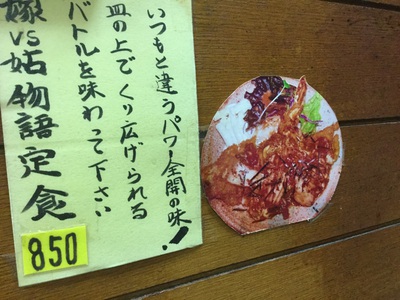 いつもと違うパワー全開の味!
皿の上でくり広げられる
バトルを味わって下さい
嫁vs姑物語定食
850